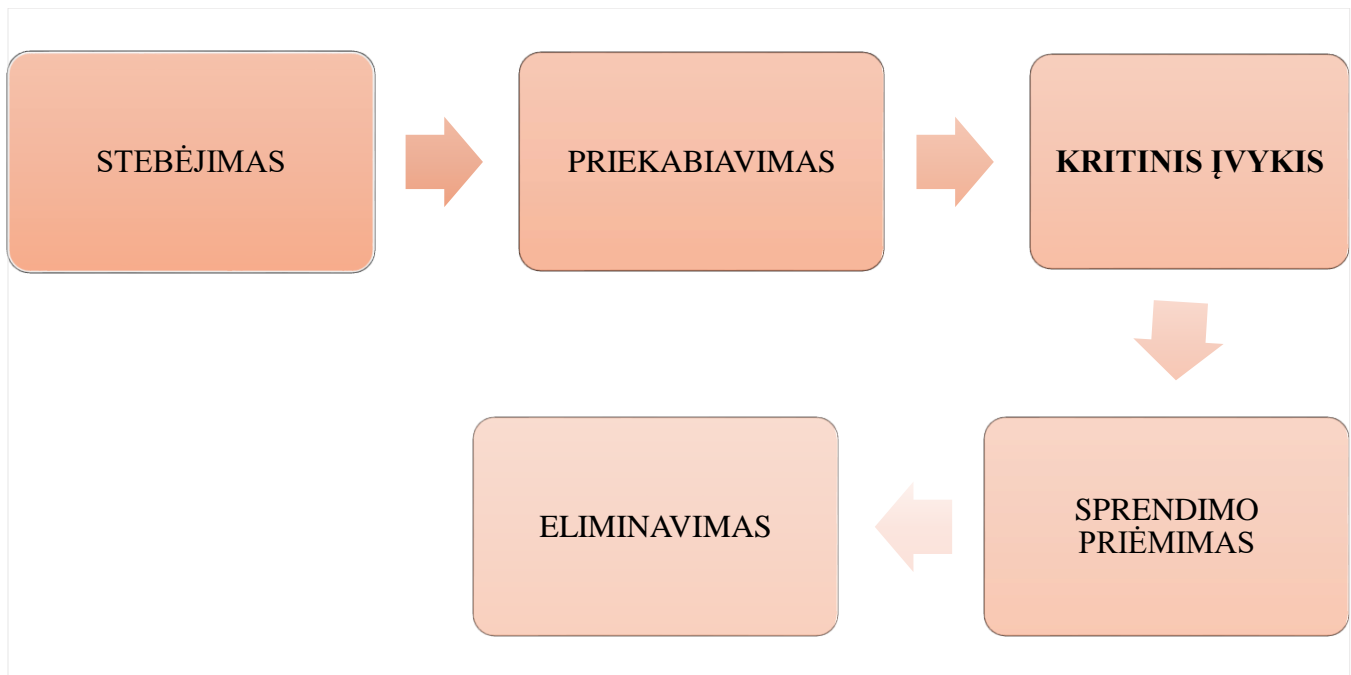 STEBĖJIMAS
PRIEKABIAVIMAS
KRITINIS ĮVYKIS
SPRENDIMO
PRIĖMIMAS
ELIMINAVIMAS